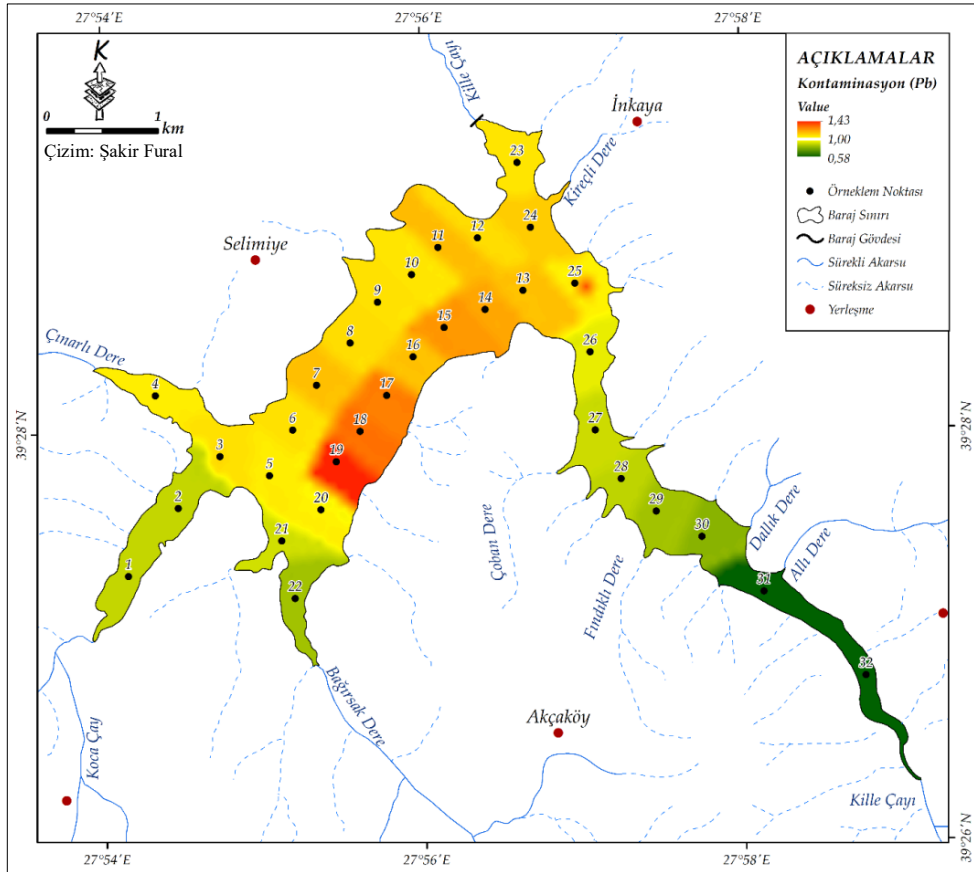 27°54'E
27°56'E
27°58'E
K
0 1
km
Çizim: Şakir Fural
Kille Çayı
İnkaya
Kireçli Dere
AÇIKLAMALAR
Kontaminasyon (Pb)
Value
1,43
1,00
0,58
Örneklem Noktası
Baraj Sınırı
Baraj Gövdesi
Sürekli Akarsu
Süreksiz Akarsu
Yerleşme
23
24
12
11
Selimiye
10
25
13
9
14
15
8
26
16
Çınarlı Dere
7
17
4
39°28'N
39°28'N
6
18
27
3
19
5
28
2
20
29
21
30
Çoban Dere
Dallık Dere
Allı Dere
1
31
22
Fındıklı Dere
32
Bağırsak Dere
Akçaköy
Koca Çay
Kille Çayı
39°26'N
27°54'E
27°56'E
27°58'E